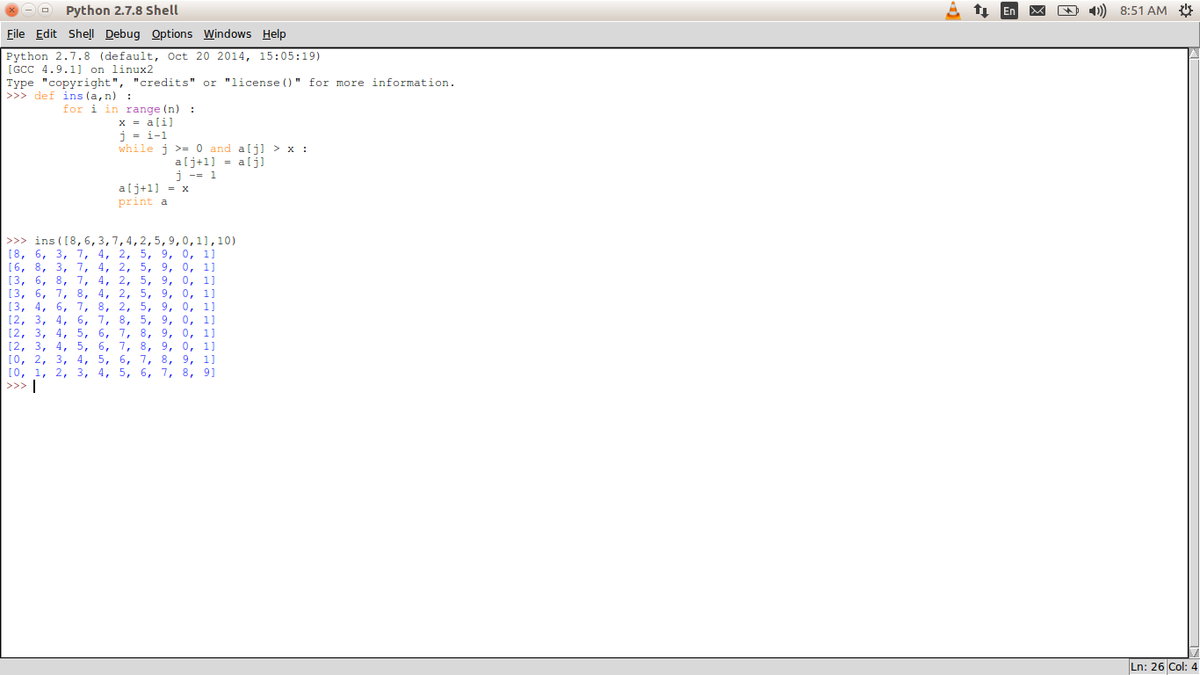 Python 2.7.8 Shell
En
8:51 AM
File Edit Shell Debug Options Windows Help
Python 2.7.8 (default, Oct 20 2014, 15:05:19)
[GCC 4.9.1] on linux2
Type "copyright", "credits" or "license()" for more information.
>>> def ins(a,n) :
        for i in range(n) :
                x = a[i]
                j = i-1
                while j >= 0 and a[j] > x :
                        a[j+1] = a[j]
                        j -= 1
                a[j+1] = x
                print a
>>> ins([8,6,3,7,4,2,5,9,0,1],10)
[8, 6, 3, 7, 4, 2, 5, 9, 0, 1]
[6, 8, 3, 7, 4, 2, 5, 9, 0, 1]
[3, 6, 8, 7, 4, 2, 5, 9, 0, 1]
[3, 6, 7, 8, 4, 2, 5, 9, 0, 1]
[3, 4, 6, 7, 8, 2, 5, 9, 0, 1]
[2, 3, 4, 6, 7, 8, 5, 9, 0, 1]
[2, 3, 4, 5, 6, 7, 8, 9, 0, 1]
[2, 3, 4, 5, 6, 7, 8, 9, 0, 1]
[0, 2, 3, 4, 5, 6, 7, 8, 9, 1]
[0, 1, 2, 3, 4, 5, 6, 7, 8, 9]
>>>
Ln: 26 Col: 4